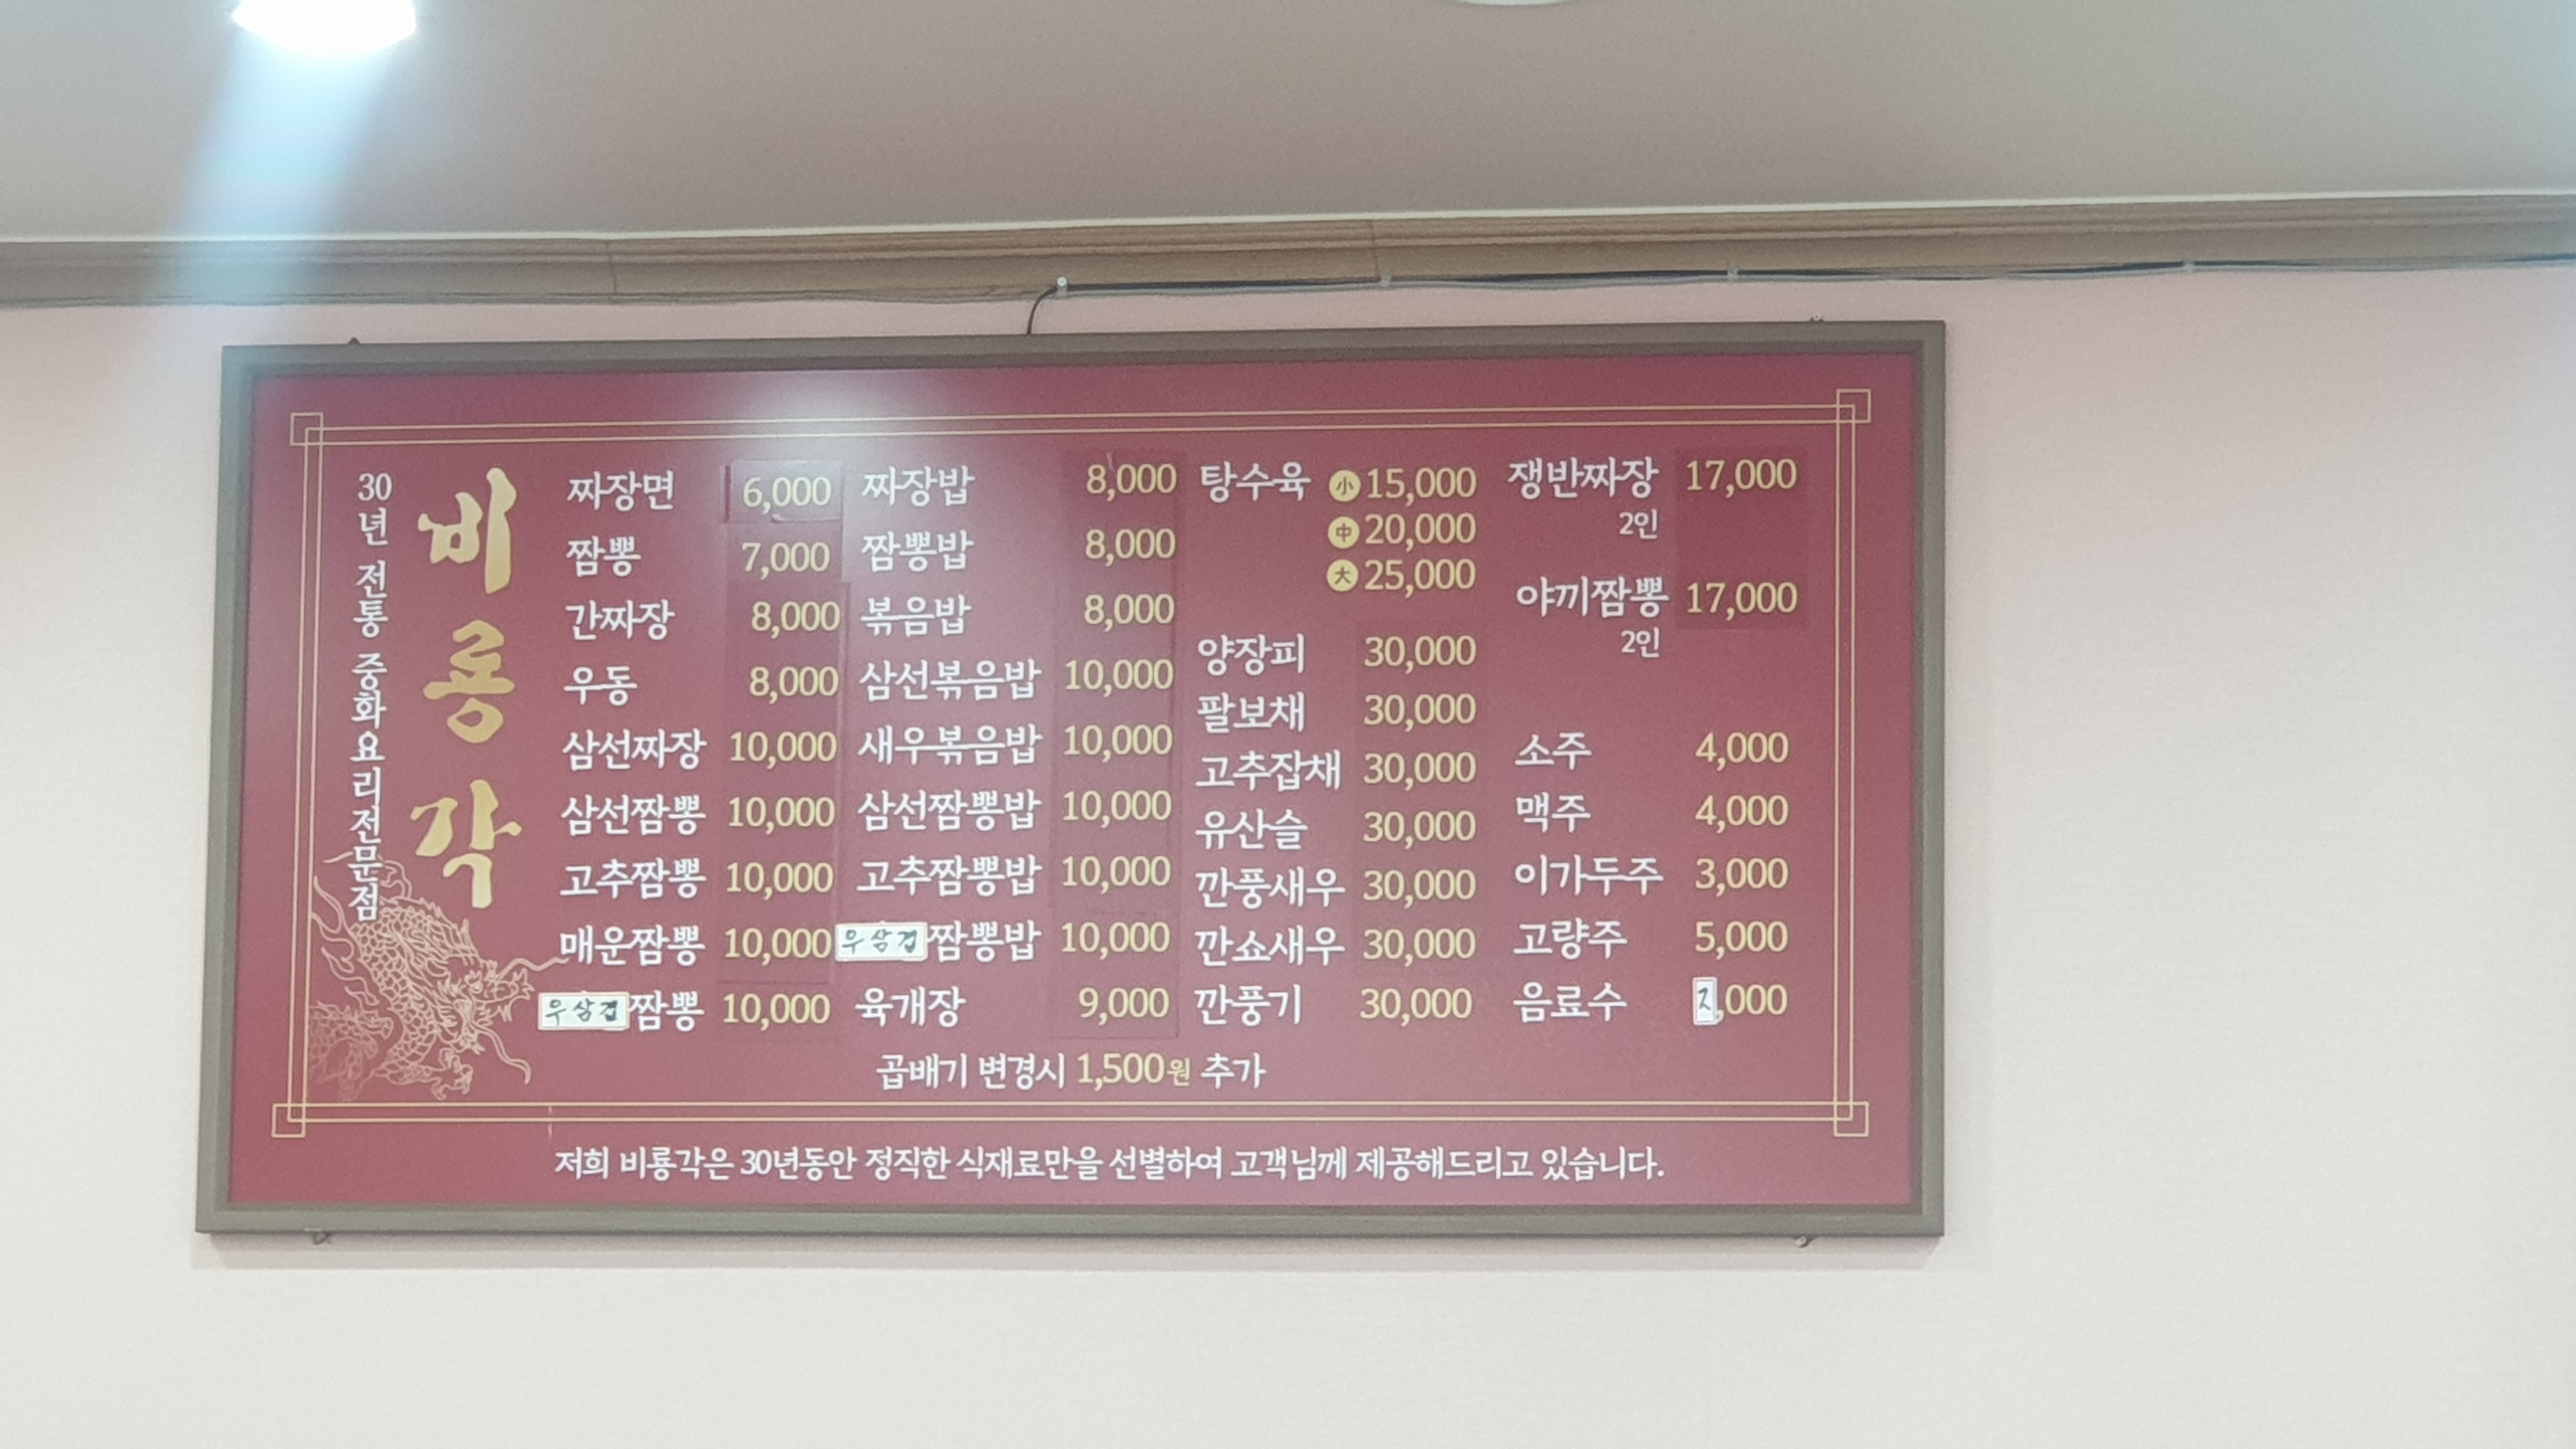 30년 전통 중화요리전문점
비룡각
짜장면 6,000
짬뽕 7,000
간짜장 8,000
우동 8,000
삼선짜장 10,000
삼선짬뽕 10,000
고추짬뽕 10,000
매운짬뽕 10,000
우삼겹짬뽕 10,000
짜장밥 8,000
짬뽕밥 8,000
볶음밥 8,000
삼선볶음밥 10,000
새우볶음밥 10,000
삼선짬뽕밥 10,000
고추짬뽕밥 10,000
우삼겹짬뽕밥 10,000
육개장 9,000
탕수육 小 15,000
中 20,000
大 25,000
양장피 30,000
팔보채 30,000
고추잡채 30,000
유산슬 30,000
깐풍새우 30,000
깐쇼새우 30,000
깐풍기 30,000
쟁반짜장 17,000
2인
야끼짬뽕 17,000
2인
소주 4,000
맥주 4,000
이가두주 3,000
고량주 5,000
음료수 2,000
곱배기 변경시 1,500원 추가
저희 비룡각은 30년동안 정직한 식재료만을 선별하여 고객님께 제공해드리고 있습니다.